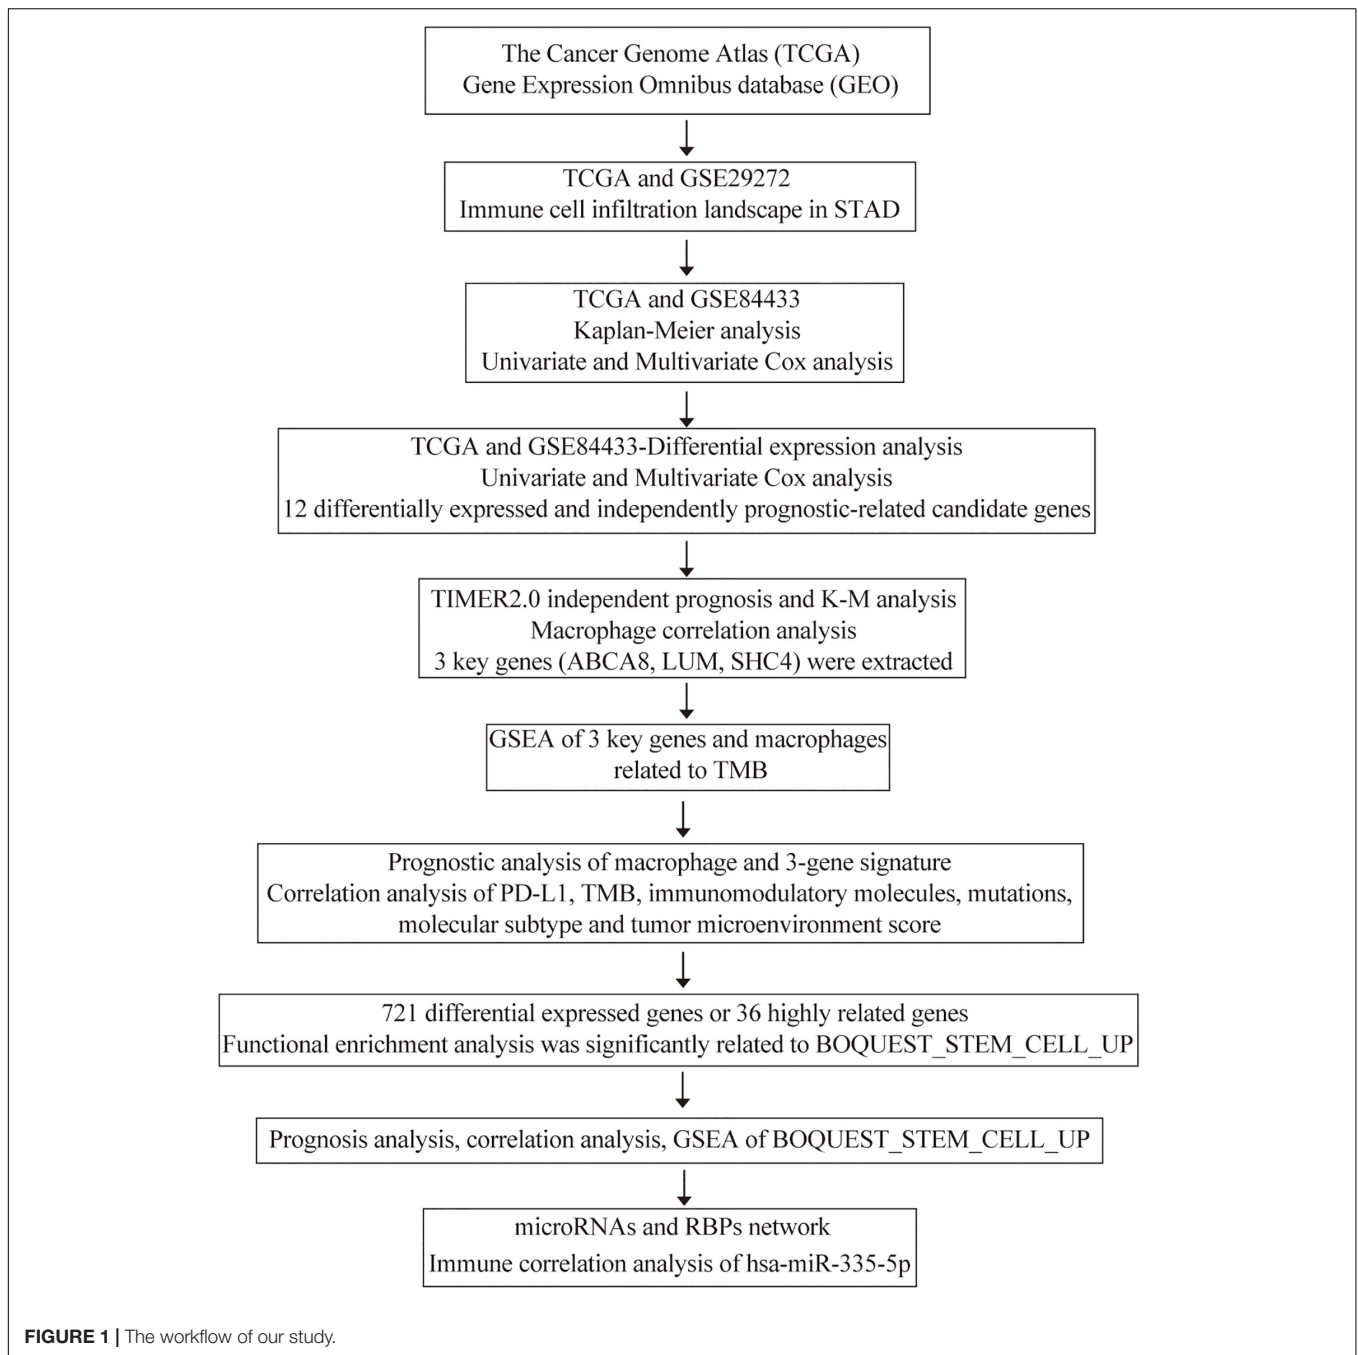 The Cancer Genome Atlas (TCGA)
Gene Expression Omnibus database (GEO)
TCGA and GSE29272
Immune cell infiltration landscape in STAD
TCGA and GSE84433
Kaplan-Meier analysis
Univariate and Multivariate Cox analysis
TCGA and GSE84433-Differential expression analysis
Univariate and Multivariate Cox analysis
12 differentially expressed and independently prognostic-related candidate genes
TIMER2.0 independent prognosis and K-M analysis
Macrophage correlation analysis
3 key genes (ABCA8, LUM, SHC4) were extracted
GSEA of 3 key genes and macrophages
related to TMB
Prognostic analysis of macrophage and 3-gene signature
Correlation analysis of PD-L1, TMB, immunomodulatory molecules, mutations,
molecular subtype and tumor microenvironment score
721 differential expressed genes or 36 highly related genes
Functional enrichment analysis was significantly related to BOQUEST_STEM_CELL_UP
Prognosis analysis, correlation analysis, GSEA of BOQUEST_STEM_CELL_UP
microRNAs and RBPs network
Immune correlation analysis of hsa-miR-335-5p
FIGURE 1 | The workflow of our study.